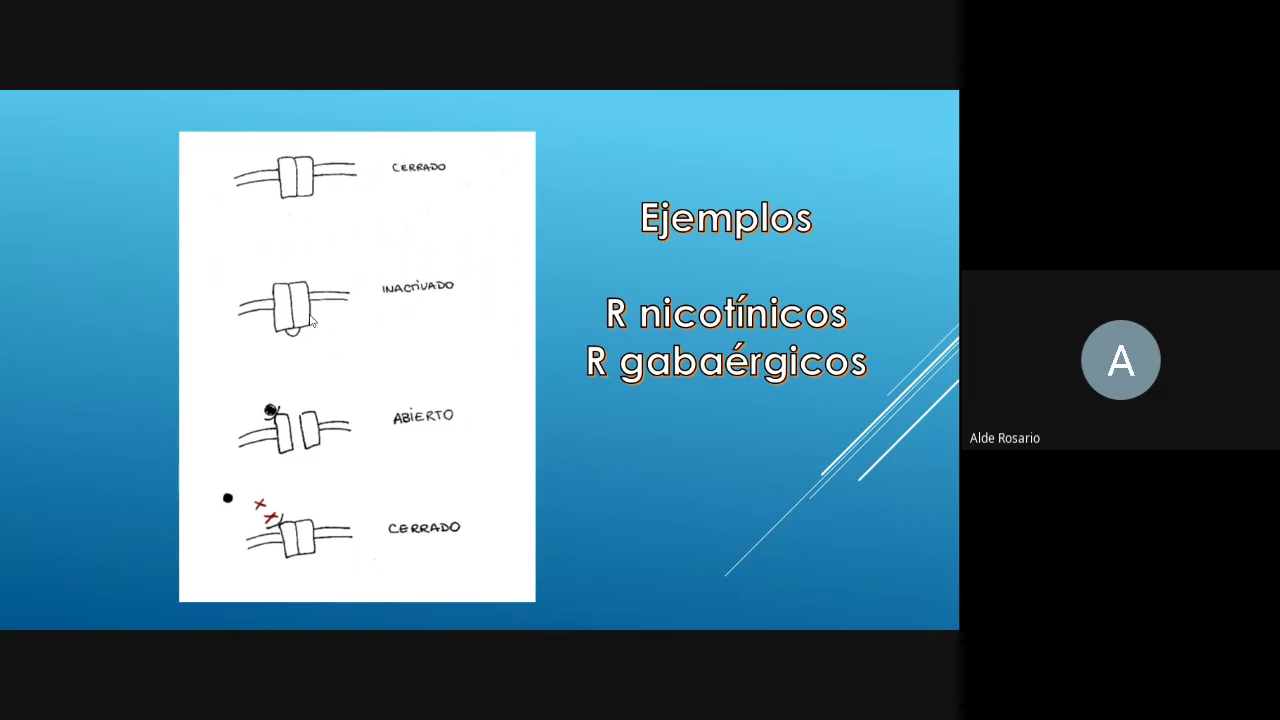 CERRADO
INACTIVADO
ABIERTO
CERRADO
Ejemplos
R nicotínicos
R gabaérgicos
A
Alde Rosario